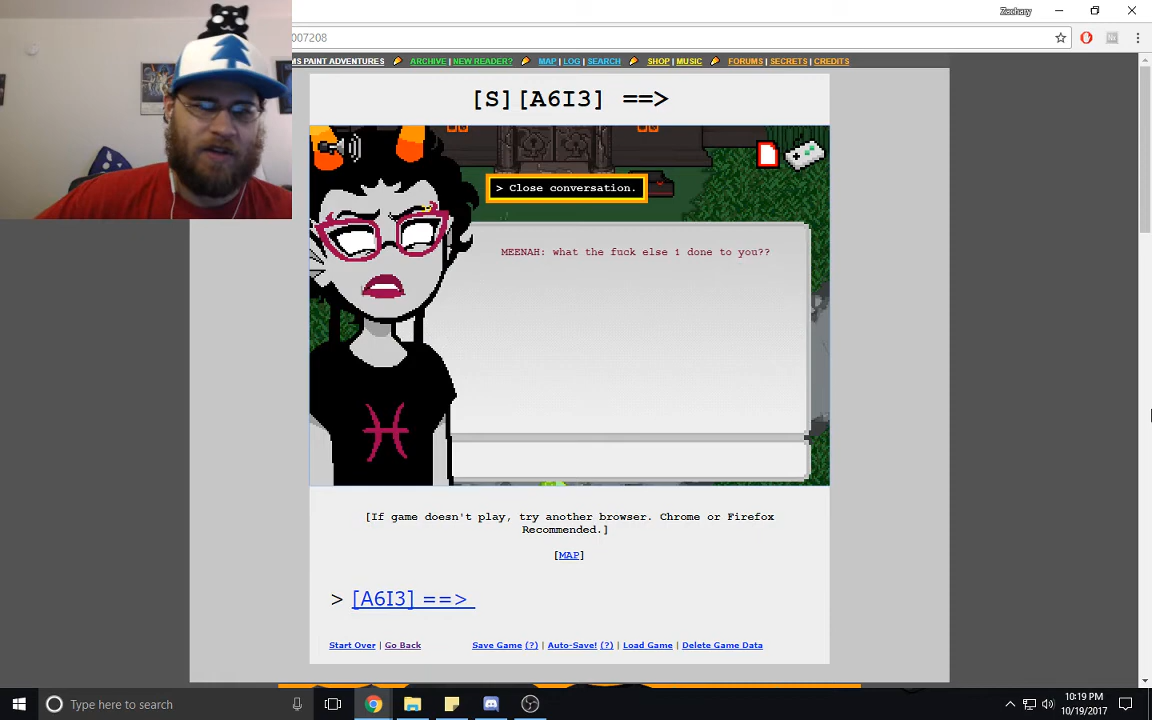 Zachary
007208
MS PAINT ADVENTURES ARCHIVE | NEW READER? MAP | LOG | SEARCH SHOP | MUSIC FORUMS | SECRETS | CREDITS
[S][A6I3] ==>
> Close conversation.
MEENAH: what the fuck else i done to you??
[If game doesn't play, try another browser. Chrome or Firefox
Recommended.]
[MAP]
> [A6I3] ==>
Start Over | Go Back Save Game (?) | Auto-Save! (?) | Load Game | Delete Game Data
Type here to search
10:19 PM
10/19/2017